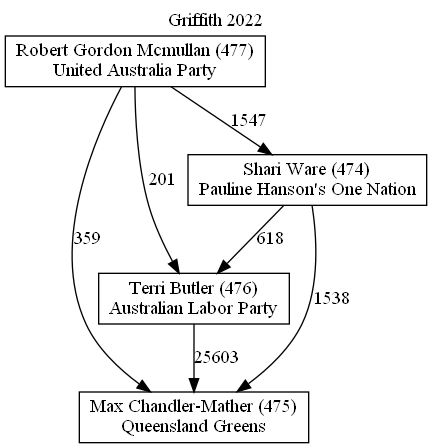 Griffith 2022
Robert Gordon Mcmullan (477)
United Australia Party
1547
Shari Ware (474)
Pauline Hanson's One Nation
201
359
618
1538
Terri Butler (476)
Australian Labor Party
25603
Max Chandler-Mather (475)
Queensland Greens